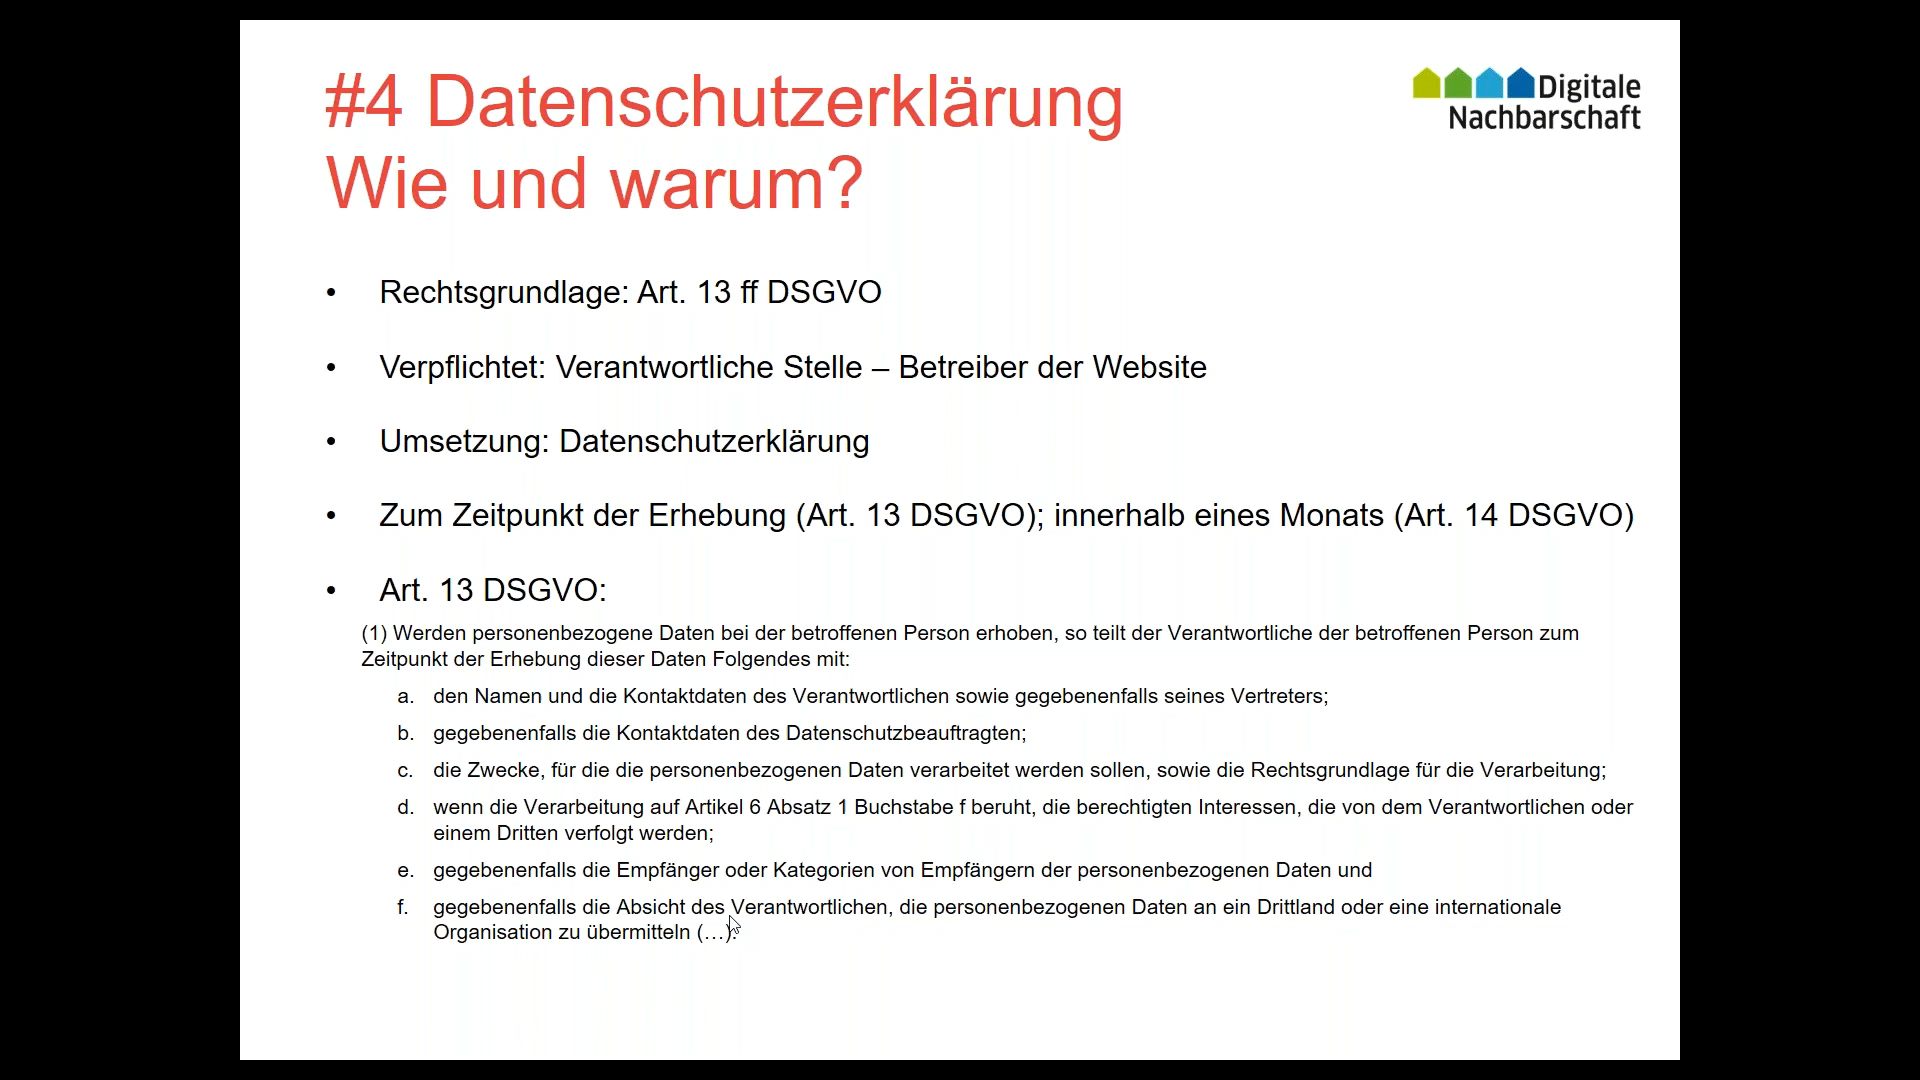 #4 Datenschutzerklärung
Wie und warum?
Digitale
Nachbarschaft
• Rechtsgrundlage: Art. 13 ff DSGVO
• Verpflichtet: Verantwortliche Stelle – Betreiber der Website
• Umsetzung: Datenschutzerklärung
• Zum Zeitpunkt der Erhebung (Art. 13 DSGVO); innerhalb eines Monats (Art. 14 DSGVO)
• Art. 13 DSGVO:
(1) Werden personenbezogene Daten bei der betroffenen Person erhoben, so teilt der Verantwortliche der betroffenen Person zum
Zeitpunkt der Erhebung dieser Daten Folgendes mit:
a. den Namen und die Kontaktdaten des Verantwortlichen sowie gegebenenfalls seines Vertreters;
b. gegebenenfalls die Kontaktdaten des Datenschutzbeauftragten;
c. die Zwecke, für die die personenbezogenen Daten verarbeitet werden sollen, sowie die Rechtsgrundlage für die Verarbeitung;
d. wenn die Verarbeitung auf Artikel 6 Absatz 1 Buchstabe f beruht, die berechtigten Interessen, die von dem Verantwortlichen oder
einem Dritten verfolgt werden;
e. gegebenenfalls die Empfänger oder Kategorien von Empfängern der personenbezogenen Daten und
f. gegebenenfalls die Absicht des Verantwortlichen, die personenbezogenen Daten an ein Drittland oder eine internationale
Organisation zu übermitteln (…).